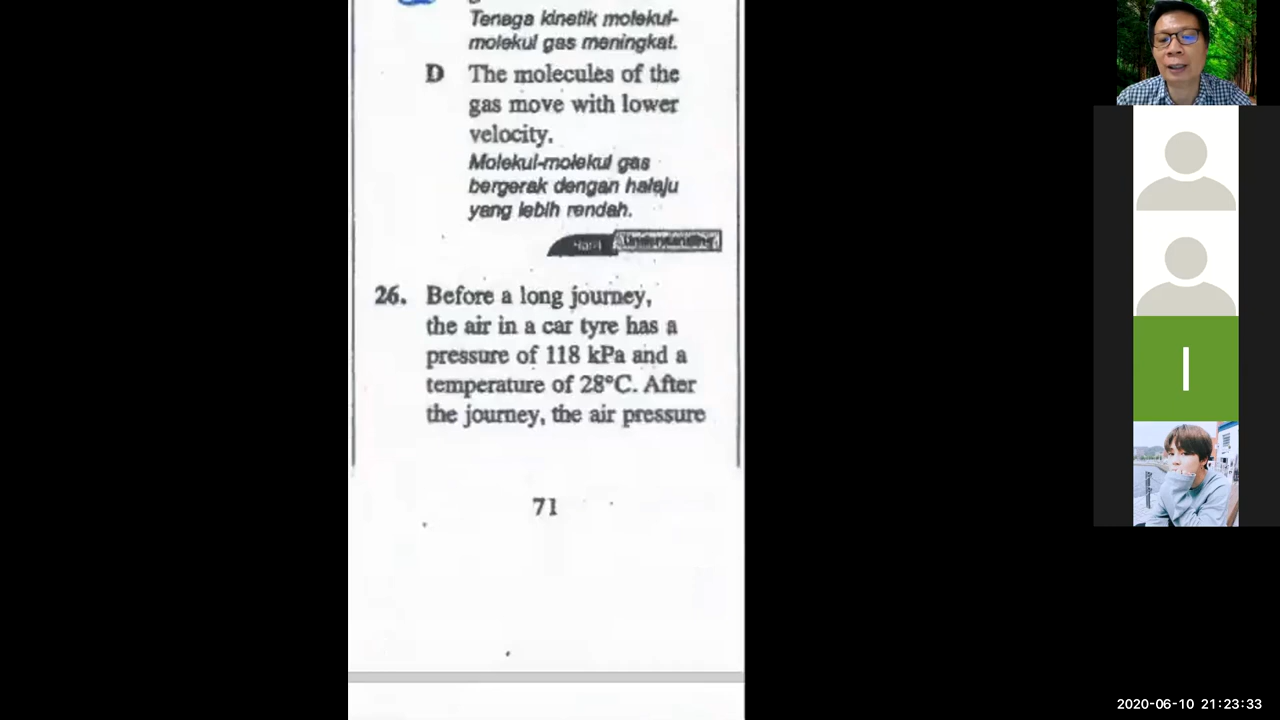 Tenaga kinetik molekul-
molekul gas meningkat.
D The molecules of the
gas move with lower
velocity.
Molekul-molekul gas
bergerak dengan halaju
yang lebih rendah.
Understanding
26. Before a long journey,
the air in a car tyre has a
pressure of 118 kPa and a
temperature of 28°C. After
the journey, the air pressure
71
I
2020-06-10 21:23:33